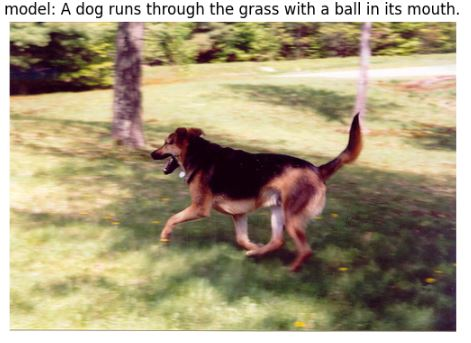 model: A dog runs through the grass with a ball in its mouth.